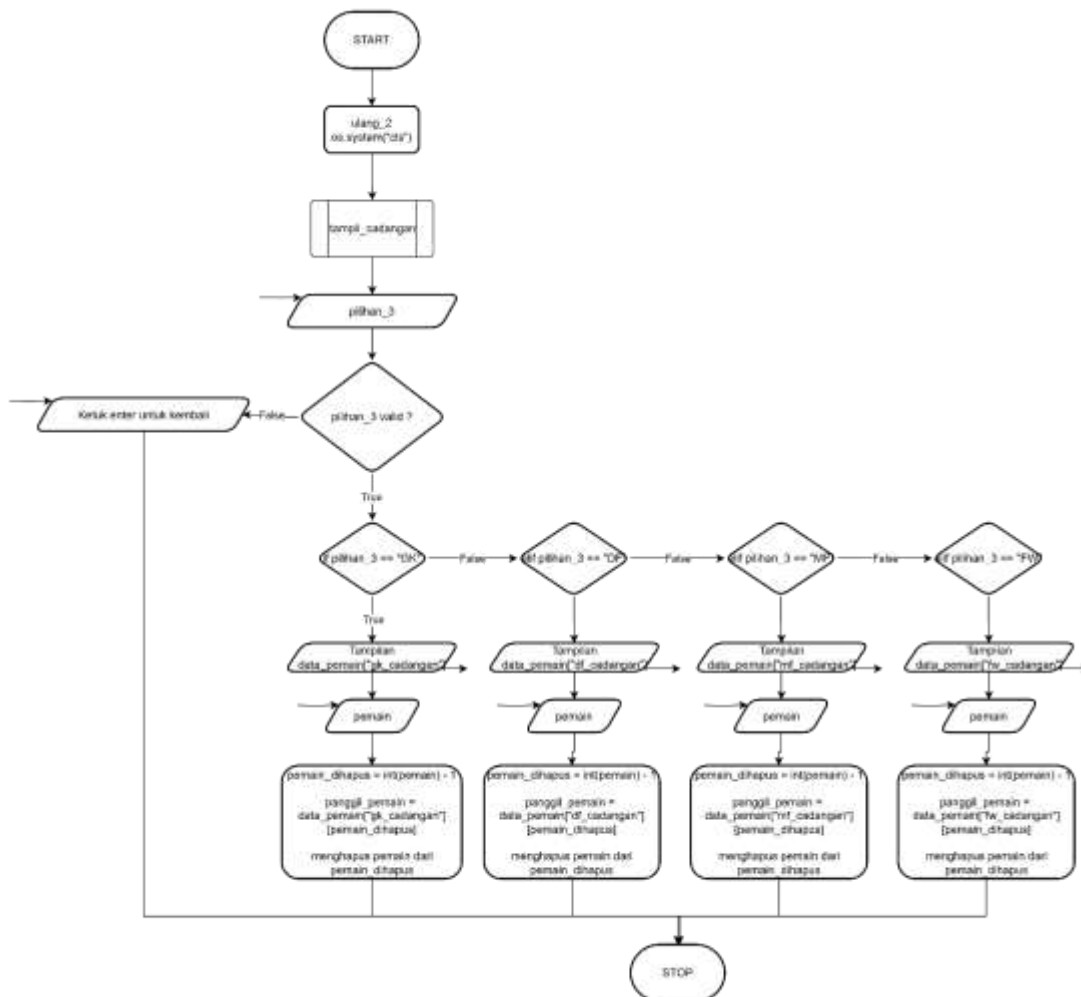 START
ulang_2
os.system("cls")
tampil_cadangan
pilihan_3
pilihan_3 valid ?
False
Ketuk enter untuk kembali
True
if pilihan_3 == "GK"
False
elif pilihan_3 == "DF
False
elif pilihan_3 == "MF
False
elif pilihan_3 == "FW
True
Tampilan
data_pemain["gk_cadangan"]
Tampilan
data_pemain["df_cadangan"]
Tampilan
data_pemain["mf_cadangan"]
Tampilan
data_pemain["fw_cadangan"]
pemain
pemain
pemain
pemain
pemain_dihapus = int(pemain) - 1
panggil_pemain =
data_pemain["gk_cadangan"]
[pemain_dihapus]
menghapus pemain dari
pemain_dihapus
pemain_dihapus = int(pemain) - 1
panggil_pemain =
data_pemain["df_cadangan"]
[pemain_dihapus]
menghapus pemain dari
pemain_dihapus
pemain_dihapus = int(pemain) - 1
panggil_pemain =
data_pemain["mf_cadangan"]
[pemain_dihapus]
menghapus pemain dari
pemain_dihapus
pemain_dihapus = int(pemain) - 1
panggil_pemain =
data_pemain["fw_cadangan"]
[pemain_dihapus]
menghapus pemain dari
pemain_dihapus
STOP